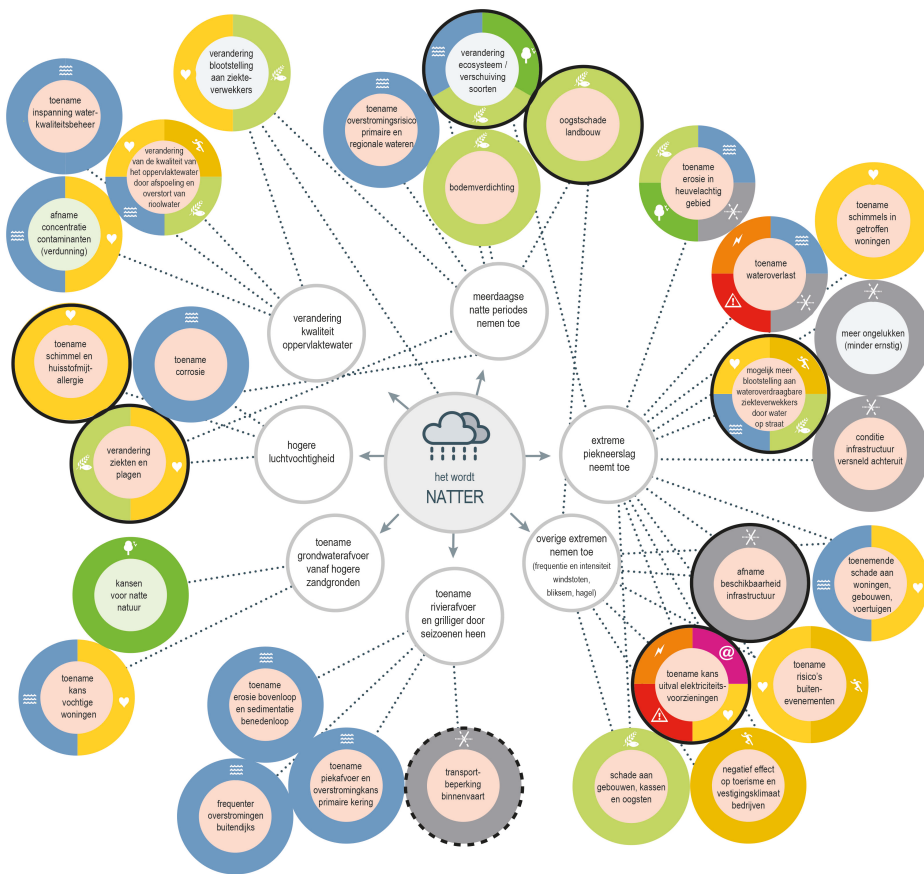 verandering
blootstelling
aan ziekte-
verwekkers
verandering
ecosysteem /
verschuiving
soorten
toename
inspanning water-
kwaliteitsbeheer
toename
overstromingsrisico
primaire en
regionale wateren
oogstschade
landbouw
verandering
van de kwaliteit van
het oppervlaktewater
door afspoeling en
overstort van
rioolwater
bodemverdichting
toename
erosie in
heuvelachtig
gebied
toename
schimmels in
getroffen
woningen
afname
concentratie
contaminanten
(verdunning)
toename
wateroverlast
verandering
kwaliteit
oppervlaktewater
meerdaagse
natte periodes
nemen toe
meer ongelukken
(minder ernstig)
toename
schimmel en
huisstofmijt-
allergie
toename
corrosie
mogelijk meer
blootstelling aan
wateroverdraagbare
ziekteverwekkers
door water
op straat
verandering
ziekten en
plagen
hogere
luchtvochtigheid
het wordt
NATTER
extreme
piekneerslag
neemt toe
conditie
infrastructuur
versneld achteruit
toename
grondwaterafvoer
vanaf hogere
zandgronden
overige extremen
nemen toe
(frequentie en intensiteit
windstoten,
bliksem, hagel)
afname
beschikbaarheid
infrastructuur
toenemende
schade aan
woningen,
gebouwen,
voertuigen
kansen
voor natte
natuur
toename
rivierafvoer
en grilliger door
seizoenen heen
toename
kans
vochtige
woningen
@
toename kans
uitval elektriciteits-
voorzieningen
toename
risico's
buiten-
evenementen
toename
erosie bovenloop
en sedimentatie
benedenloop
toename
piekafvoer en
overstromingkans
primaire kering
transport-
beperking
binnenvaart
schade aan
gebouwen, kassen
en oogsten
negatief effect
op toerisme en
vestigingsklimaat
bedrijven
frequenter
overstromingen
buitendijks